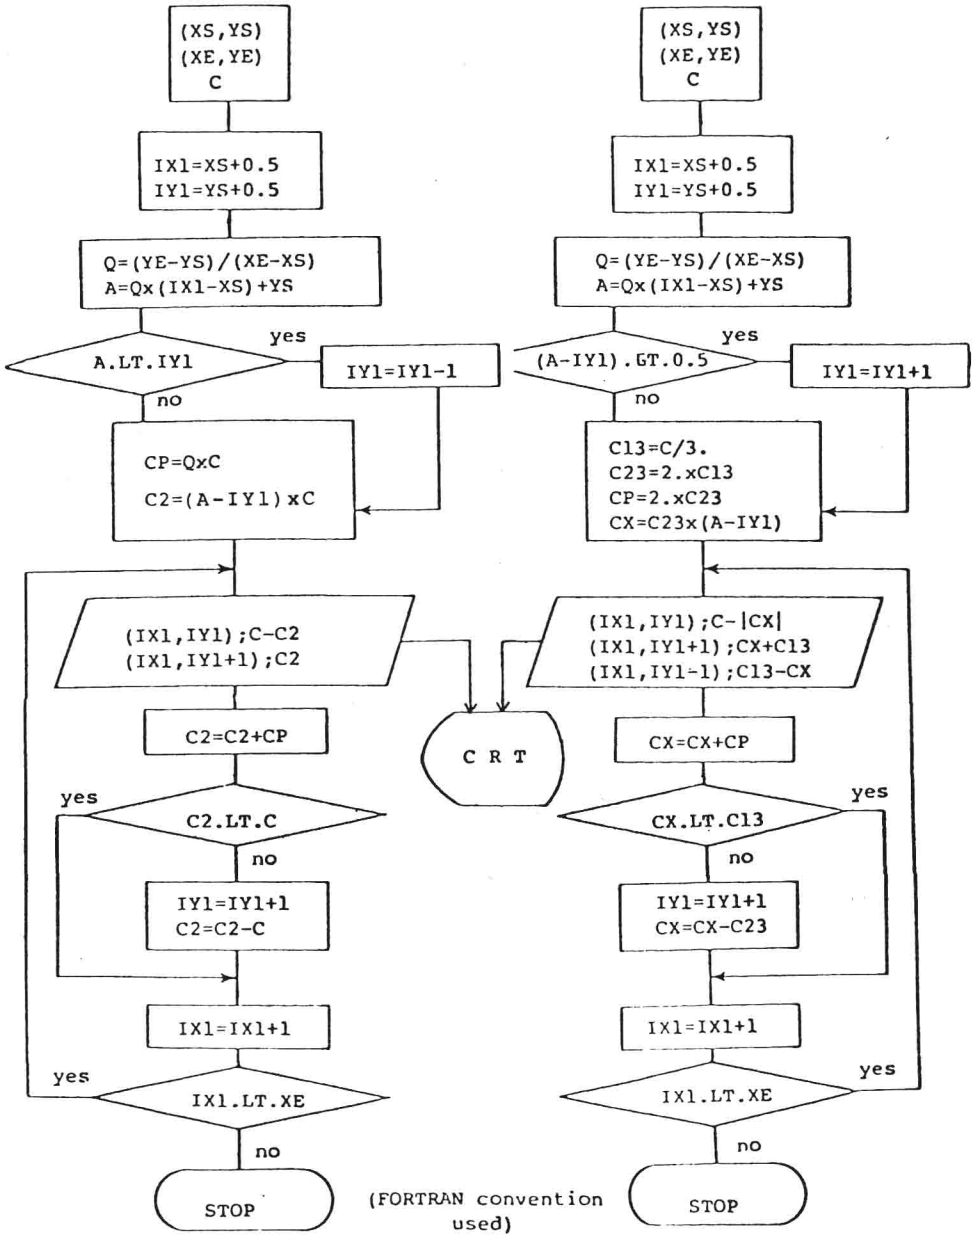 (XS,YS)
(XE,YE)
C
IX1=XS+0.5
IY1=YS+0.5
Q=(YE-YS)/(XE-XS)
A=Qx(IX1-XS)+YS
A.LT.IY1
yes
IY1=IY1-1
no
CP=QxC
C2=(A-IY1)xC
(IX1,IY1);C-C2
(IX1,IY1+1);C2
C2=C2+CP
yes
C2.LT.C
no
IY1=IY1+1
C2=C2-C
IX1=IX1+1
yes
IX1.LT.XE
no
STOP
(XS,YS)
(XE,YE)
C
IX1=XS+0.5
IY1=YS+0.5
Q=(YE-YS)/(XE-XS)
A=Qx(IX1-XS)+YS
(A-IY1).GT.0.5
yes
IY1=IY1+1
no
C13=C/3.
C23=2.xC13
CP=2.xC23
CX=C23x(A-IY1)
(IX1,IY1);C-|CX|
(IX1,IY1+1);CX+C13
(IX1,IY1-1);C13-CX
C R T
CX=CX+CP
yes
CX.LT.C13
no
IY1=IY1+1
CX=CX-C23
IX1=IX1+1
yes
IX1.LT.XE
no
STOP
(FORTRAN convention
used)